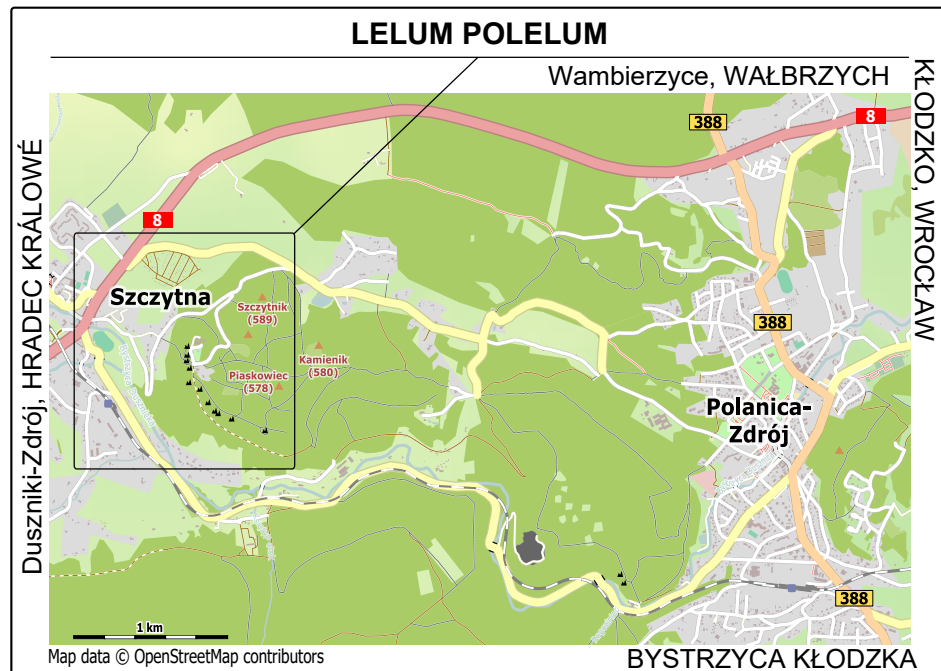 LELUM POLELUM
Wambierzyce, WAŁBRZYCH
KŁODZKO, WROCŁAW
Duszniki-Zdrój, HRADEC KRÁLOWÉ
388
8
8
Szczytna
Szczytnik
(589)
388
Kamienik
(580)
Piaskowiec
(578)
Polanica-
Zdrój
388
1 km
Map data © OpenStreetMap contributors
BYSTRZYCA KŁODZKA